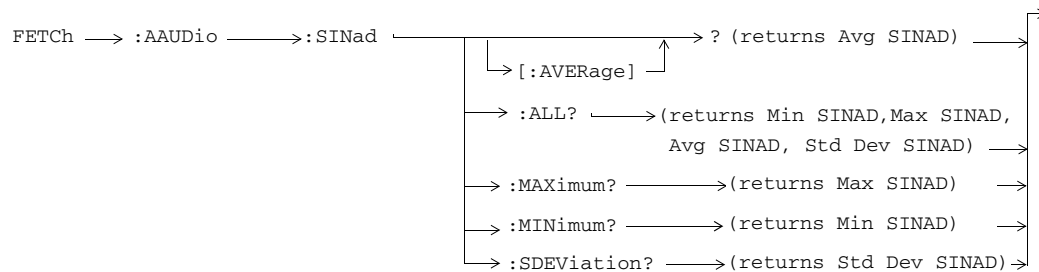 FETCh :AAUDio :SINad ? (returns Avg SINAD)
[:AVERage]
:ALL? (returns Min SINAD,Max SINAD,
Avg SINAD, Std Dev SINAD)
:MAXimum? (returns Max SINAD)
:MINimum? (returns Min SINAD)
:SDEViation? (returns Std Dev SINAD)